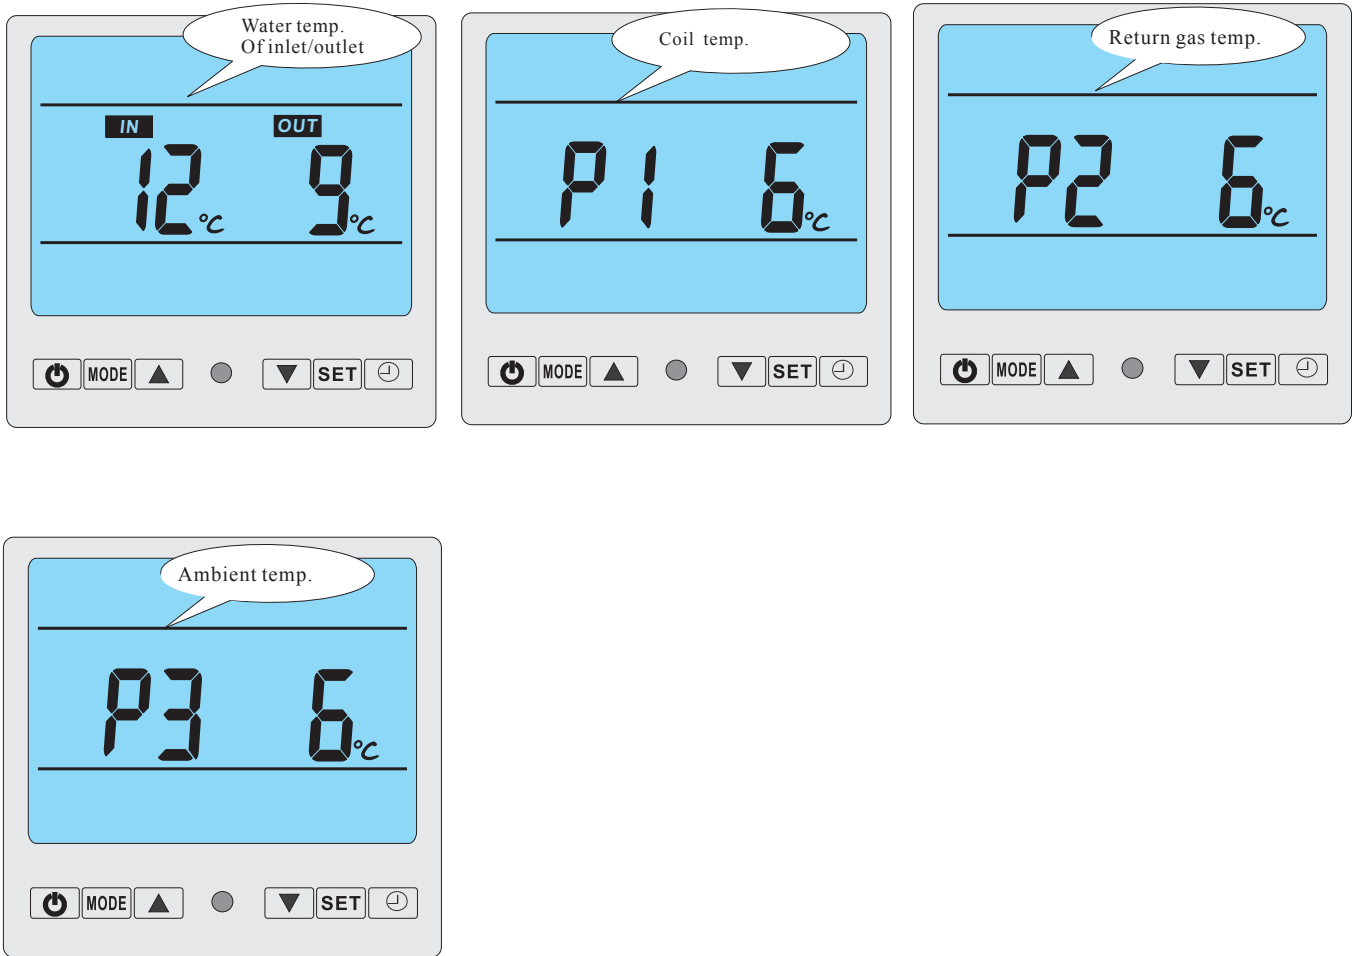 Water temp.
Of inlet/outlet
IN OUT
12 °C 9 °C
MODE SET
Coil temp.
P1 6 °C
MODE SET
Return gas temp.
P2 6 °C
MODE SET
Ambient temp.
P3 6 °C
MODE SET